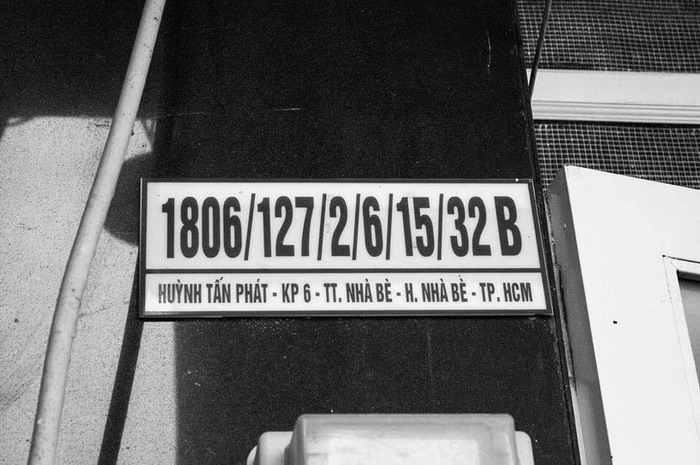 1806/127/2/6/15/32 B
HUỲNH TẤN PHÁT - KP 6 - TT. NHÀ BÈ - H. NHÀ BÈ - TP. HCM